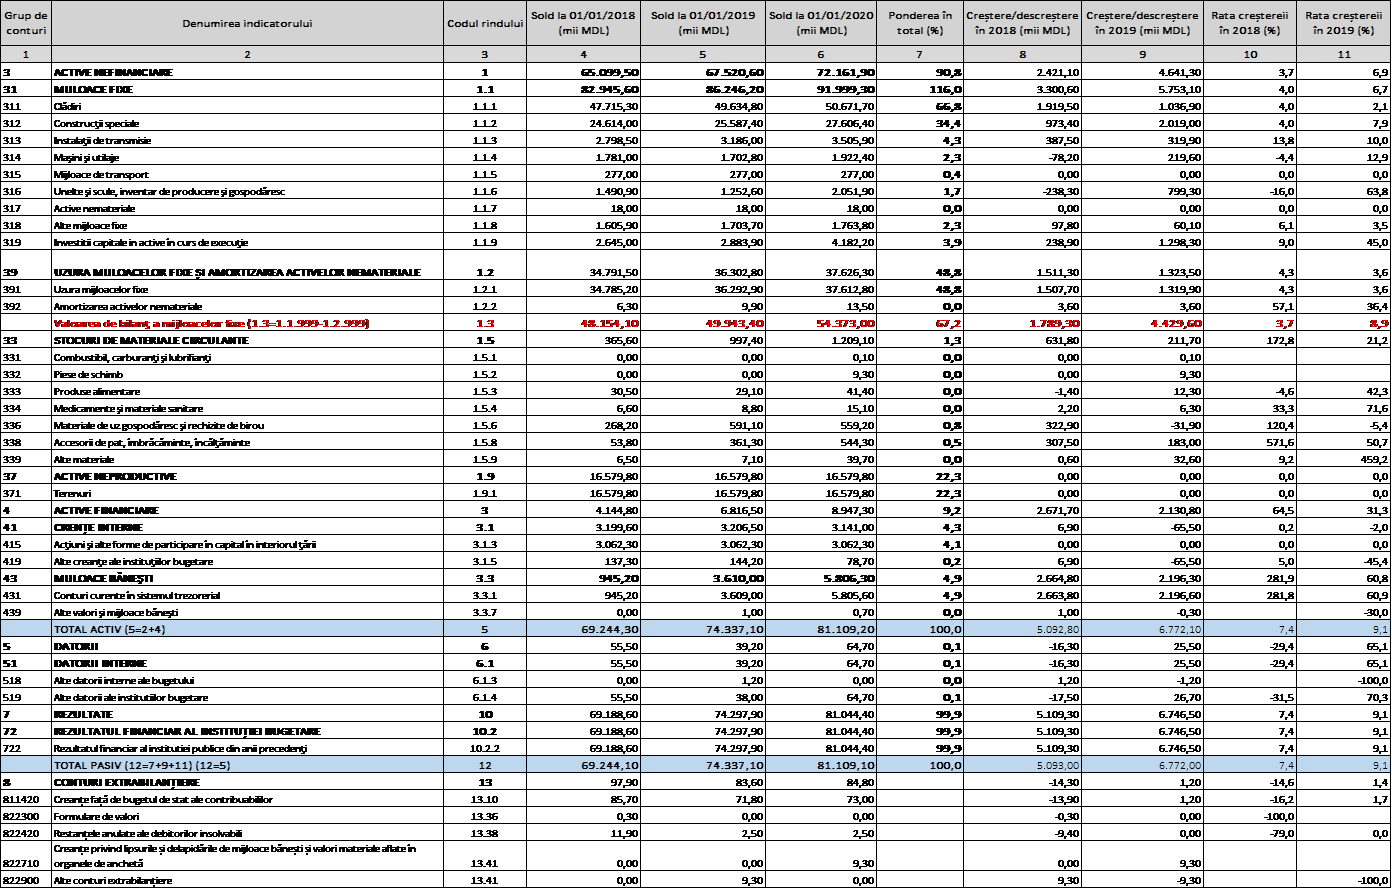 Grup de conturi Denumirea indicatorului Codul rindului Sold la 01/01/2018 (mii MDL) Sold la 01/01/2019 (mii MDL) Sold la 01/01/2020 (mii MDL) Ponderea în total (%) Creștere/descreștere în 2018 (mii MDL) Creștere/descreștere în 2019 (mii MDL) Rata creștereii în 2018 (%) Rata creștereii în 2019 (%)
1 2 3 4 5 6 7 8 9 10 11
3 ACTIVE NEFINANCIARE 1 65.099,50 67.520,60 72.161,90 90,8 2.421,10 4.641,30 3,7 6,9
31 MIJLOACE FIXE 1.1 82.945,60 86.246,20 91.999,30 116,0 3.300,60 5.753,10 4,0 6,7
311 Clădiri 1.1.1 47.715,30 49.634,80 50.671,70 66,8 1.919,50 1.036,90 4,0 2,1
312 Construcţii speciale 1.1.2 24.614,00 25.587,40 27.606,40 34,4 973,40 2.019,00 4,0 7,9
313 Instalaţii de transmisie 1.1.3 2.798,50 3.186,00 3.505,90 4,3 387,50 319,90 13,8 10,0
314 Maşini şi utilaje 1.1.4 1.781,00 1.702,80 1.922,40 2,3 -78,20 219,60 -4,4 12,9
315 Mijloace de transport 1.1.5 277,00 277,00 277,00 0,4 0,00 0,00 0,0 0,0
316 Unelte şi scule, inventar de producere şi gospodăresc 1.1.6 1.490,90 1.252,60 2.051,90 1,7 -238,30 799,30 -16,0 63,8
317 Active nemateriale 1.1.7 18,00 18,00 18,00 0,0 0,00 0,00 0,0 0,0
318 Alte mijloace fixe 1.1.8 1.605,90 1.703,70 1.763,80 2,3 97,80 60,10 6,1 3,5
319 Investitii capitale in active în curs de execuţie 1.1.9 2.645,00 2.883,90 4.182,20 3,9 238,90 1.298,30 9,0 45,0
39 UZURA MIJLOACELOR FIXE ȘI AMORTIZAREA ACTIVELOR NEMATERIALE 1.2 34.791,50 36.302,80 37.626,30 48,8 1.511,30 1.323,50 4,3 3,6
391 Uzura mijloacelor fixe 1.2.1 34.785,20 36.292,90 37.612,80 48,8 1.507,70 1.319,90 4,3 3,6
392 Amortizarea activelor nemateriale 1.2.2 6,30 9,90 13,50 0,0 3,60 3,60 57,1 36,4
Valoarea de bilanţ a mijloacelor fixe (1.3=1.1.999-1.2.999) 1.3 48.154,10 49.943,40 54.373,00 67,2 1.789,30 4.429,60 3,7 8,9
33 STOCURI DE MATERIALE CIRCULANTE 1.5 365,60 997,40 1.209,10 1,3 631,80 211,70 172,8 21,2
331 Combustibil, carburanţi şi lubrifianţi 1.5.1 0,00 0,00 0,10 0,0 0,00 0,10
332 Piese de schimb 1.5.2 0,00 0,00 9,30 0,0 0,00 9,30
333 Produse alimentare 1.5.3 30,50 29,10 41,40 0,0 -1,40 12,30 -4,6 42,3
334 Medicamente şi materiale sanitare 1.5.4 6,60 8,80 15,10 0,0 2,20 6,30 33,3 71,6
336 Materiale de uz gospodăresc şi rechizite de birou 1.5.6 268,20 591,10 559,20 0,8 322,90 -31,90 120,4 -5,4
338 Accesorii de pat, îmbrăcăminte, încălţăminte 1.5.8 53,80 361,30 544,30 0,5 307,50 183,00 571,6 50,7
339 Alte materiale 1.5.9 6,50 7,10 39,70 0,0 0,60 32,60 9,2 459,2
37 ACTIVE NEPRODUCTIVE 1.9 16.579,80 16.579,80 16.579,80 22,3 0,00 0,00 0,0 0,0
371 Terenuri 1.9.1 16.579,80 16.579,80 16.579,80 22,3 0,00 0,00 0,0 0,0
4 ACTIVE FINANCIARE 3 4.144,80 6.816,50 8.947,30 9,2 2.671,70 2.130,80 64,5 31,3
41 CREANȚE INTERNE 3.1 3.199,60 3.206,50 3.141,00 4,3 6,90 -65,50 0,2 -2,0
415 Acţiuni şi alte forme de participare în capital în interiorul ţării 3.1.3 3.062,30 3.062,30 3.062,30 4,1 0,00 0,00 0,0 0,0
419 Alte creanţe ale instituţiilor bugetare 3.1.5 137,30 144,20 78,70 0,2 6,90 -65,50 5,0 -45,4
43 MIJLOACE BĂNEȘTI 3.3 945,20 3.610,00 5.806,30 4,9 2.664,80 2.196,30 281,9 60,8
431 Conturi curente în sistemul trezorerial 3.3.1 945,20 3.609,00 5.805,60 4,9 2.663,80 2.196,60 281,8 60,9
439 Alte valori şi mijloace băneşti 3.3.7 0,00 1,00 0,70 0,0 1,00 -0,30 -30,0
TOTAL ACTIV (5=2+4) 5 69.244,30 74.337,10 81.109,20 100,0 5.092,80 6.772,10 7,4 9,1
5 DATORII 6 55,50 39,20 64,70 0,1 -16,30 25,50 -29,4 65,1
51 DATORII INTERNE 6.1 55,50 39,20 64,70 0,1 -16,30 25,50 -29,4 65,1
518 Alte datorii interne ale bugetului 6.1.3 0,00 1,20 0,00 0,0 1,20 -1,20 -100,0
519 Alte datorii ale institutiilor bugetare 6.1.4 55,50 38,00 64,70 0,1 -17,50 26,70 -31,5 70,3
7 REZULTATE 10 69.188,60 74.297,90 81.044,40 99,9 5.109,30 6.746,50 7,4 9,1
72 REZULTATUL FINANCIAR AL INSTITUȚIEI BUGETARE 10.2 69.188,60 74.297,90 81.044,40 99,9 5.109,30 6.746,50 7,4 9,1
722 Rezultatul financiar al institutiei publice din anii precedenţi 10.2.2 69.188,60 74.297,90 81.044,40 99,9 5.109,30 6.746,50 7,4 9,1
TOTAL PASIV (12=7+9+11) (12=5) 12 69.244,10 74.337,10 81.109,10 100,0 5.093,00 6.772,00 7,4 9,1
8 CONTURI EXTRABILANȚIERE 13 97,90 83,60 84,80 -14,30 1,20 -14,6 1,4
811420 Creanțe față de bugetul de stat ale contribuabililor 13.10 85,70 71,80 73,00 -13,90 1,20 -16,2 1,7
822300 Formulare de valori 13.36 0,30 0,00 0,00 -0,30 0,00 -100,0
822420 Restanțele anulate ale debitorilor insolvabili 13.38 11,90 2,50 2,50 -9,40 0,00 -79,0 0,0
Creanțe privind lipsurile și delapidările de mijloace bănești și valori materiale aflate în
822710 organele de anchetă 13.41 0,00 0,00 9,30 0,00 9,30
822900 Alte conturi extrabilanțiere 13.41 0,00 9,30 0,00 9,30 -9,30 -100,0